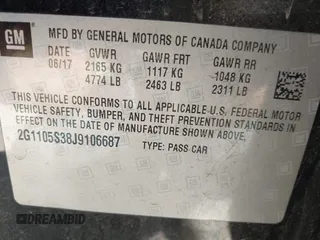 GM
MFD BY GENERAL MOTORS OF CANADA COMPANY
DATE GVWR GAWR FRT GAWR RR
06/17 2165 KG 1117 KG 1048 KG
4774 LB 2463 LB 2311 LB
THIS VEHICLE CONFORMS TO ALL APPLICABLE U.S. FEDERAL MOTOR
VEHICLE SAFETY, BUMPER, AND THEFT PREVENTION STANDARDS IN
EFFECT ON THE DATE OF MANUFACTURE SHOWN ABOVE.
2G1105S38J9106687 TYPE: PASS CAR
DREAMBID